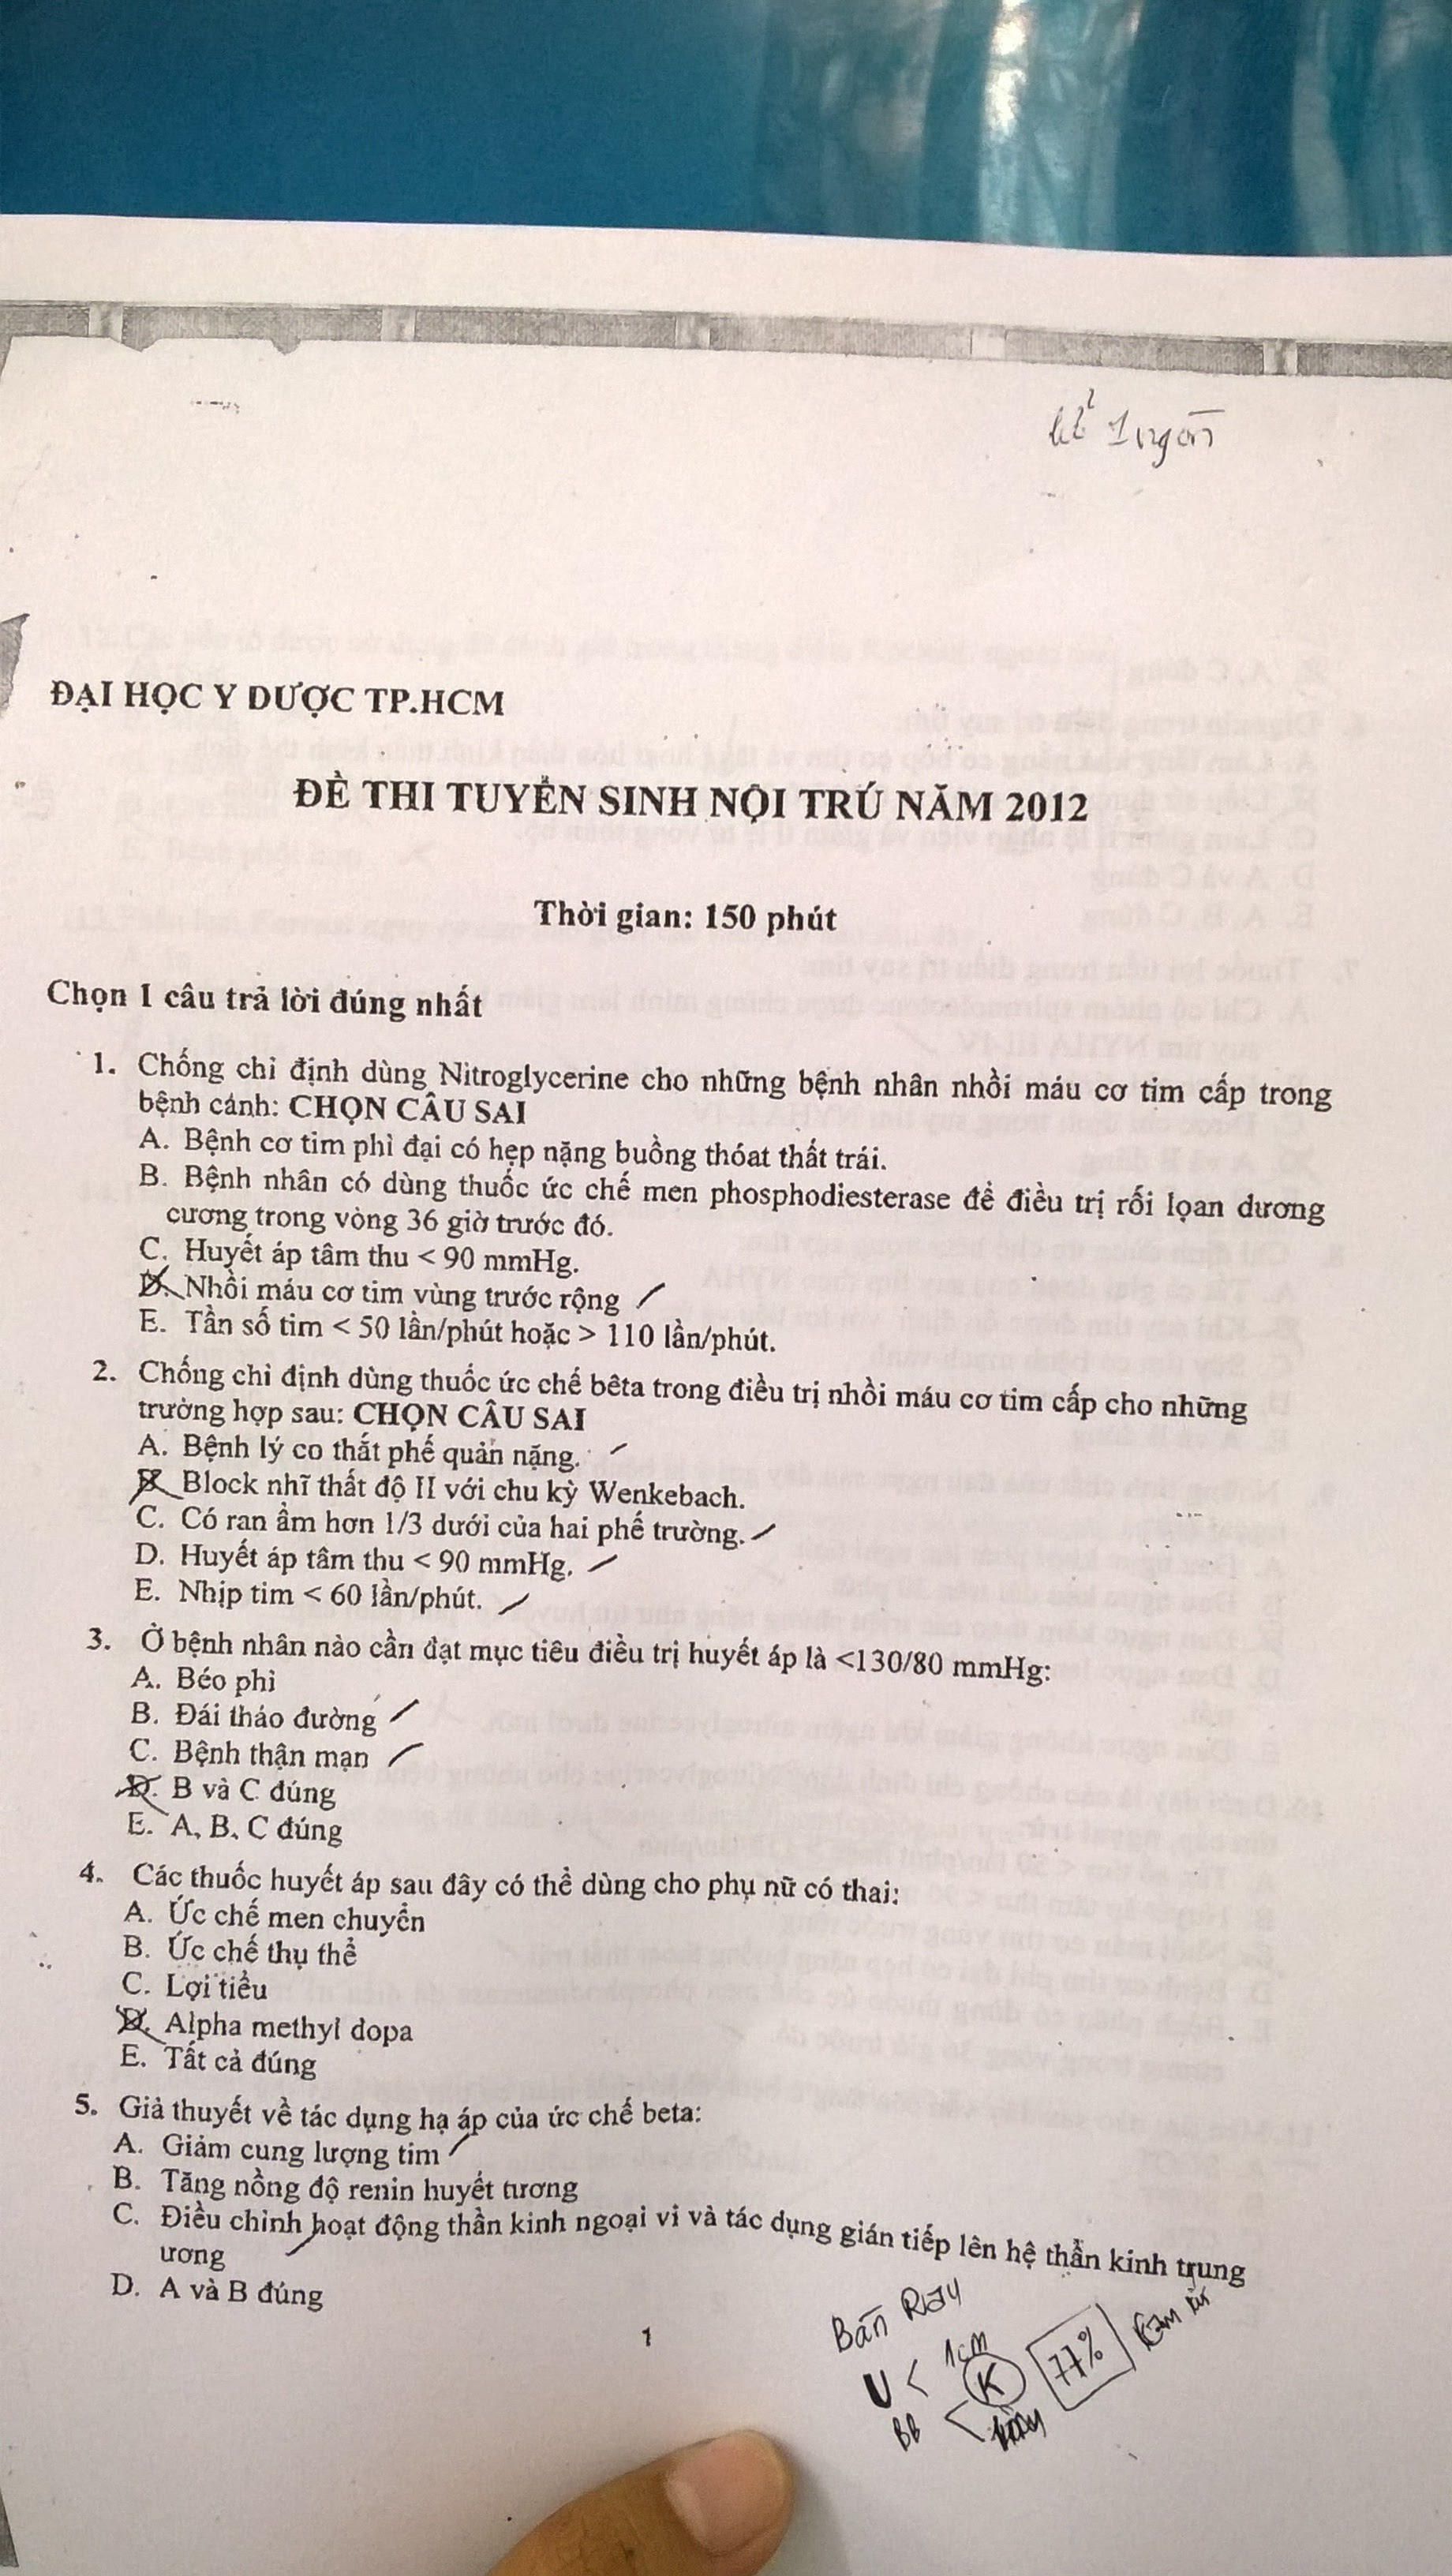 1 ngón
ĐẠI HỌC Y DƯỢC TP.HCM
ĐỀ THI TUYỂN SINH NỘI TRÚ NĂM 2012
Thời gian: 150 phút
Chọn 1 câu trả lời đúng nhất
1. Chống chỉ định dùng Nitroglycerine cho những bệnh nhân nhồi máu cơ tim cấp trong
bệnh cảnh: CHỌN CÂU SAI
A. Bệnh cơ tim phì đại có hẹp nặng buồng thóat thất trái.
B. Bệnh nhân có dùng thuốc ức chế men phosphodiesterase để điều trị rối lọan dương
cương trong vòng 36 giờ trước đó.
C. Huyết áp tâm thu < 90 mmHg.
D. Nhồi máu cơ tim vùng trước rộng
E. Tần số tim < 50 lần/phút hoặc > 110 lần/phút.
2. Chống chỉ định dùng thuốc ức chế bêta trong điều trị nhồi máu cơ tim cấp cho những
trường hợp sau: CHỌN CÂU SAI
A. Bệnh lý co thắt phế quản nặng.
B. Block nhĩ thất độ II với chu kỳ Wenkebach.
C. Có ran ẩm hơn 1/3 dưới của hai phế trường.
D. Huyết áp tâm thu < 90 mmHg.
E. Nhịp tim < 60 lần/phút.
3. Ở bệnh nhân nào cần đạt mục tiêu điều trị huyết áp là <130/80 mmHg:
A. Béo phì
B. Đái tháo đường
C. Bệnh thận mạn
D. B và C đúng
E. A, B, C đúng
4. Các thuốc huyết áp sau đây có thể dùng cho phụ nữ có thai:
A. Ức chế men chuyển
B. Ức chế thụ thể
C. Lợi tiểu
D. Alpha methyl dopa
E. Tất cả đúng
5. Giả thuyết về tác dụng hạ áp của ức chế beta:
A. Giảm cung lượng tim
B. Tăng nồng độ renin huyết tương
C. Điều chỉnh hoạt động thần kinh ngoại vi và tác dụng gián tiếp lên hệ thần kinh trung
ương
D. A và B đúng
1
U < 1cm K 77%
BB